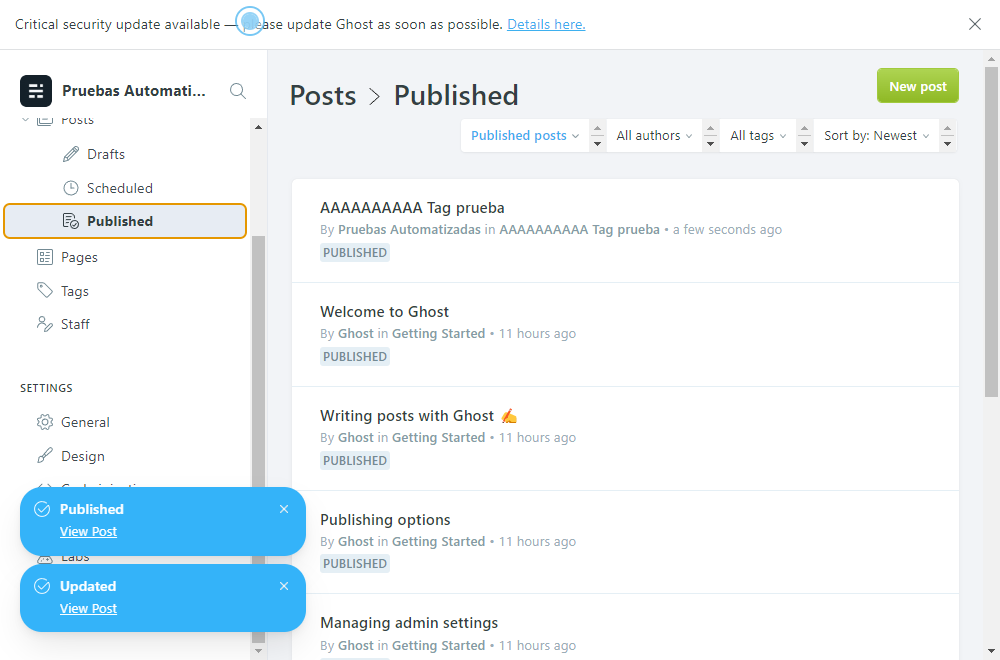 Critical security update available — please update Ghost as soon as possible. Details here.
Pruebas Automati...
Posts
Drafts
Scheduled
Published
Pages
Tags
Staff
SETTINGS
General
Design
Labs
Published
View Post
Updated
View Post
Posts > Published
New post
Published posts
All authors
All tags
Sort by: Newest
AAAAAAAAAA Tag prueba
By Pruebas Automatizadas in AAAAAAAAAA Tag prueba • a few seconds ago
PUBLISHED
Welcome to Ghost
By Ghost in Getting Started • 11 hours ago
PUBLISHED
Writing posts with Ghost ✍️
By Ghost in Getting Started • 11 hours ago
PUBLISHED
Publishing options
By Ghost in Getting Started • 11 hours ago
PUBLISHED
Managing admin settings
By Ghost in Getting Started • 11 hours ago